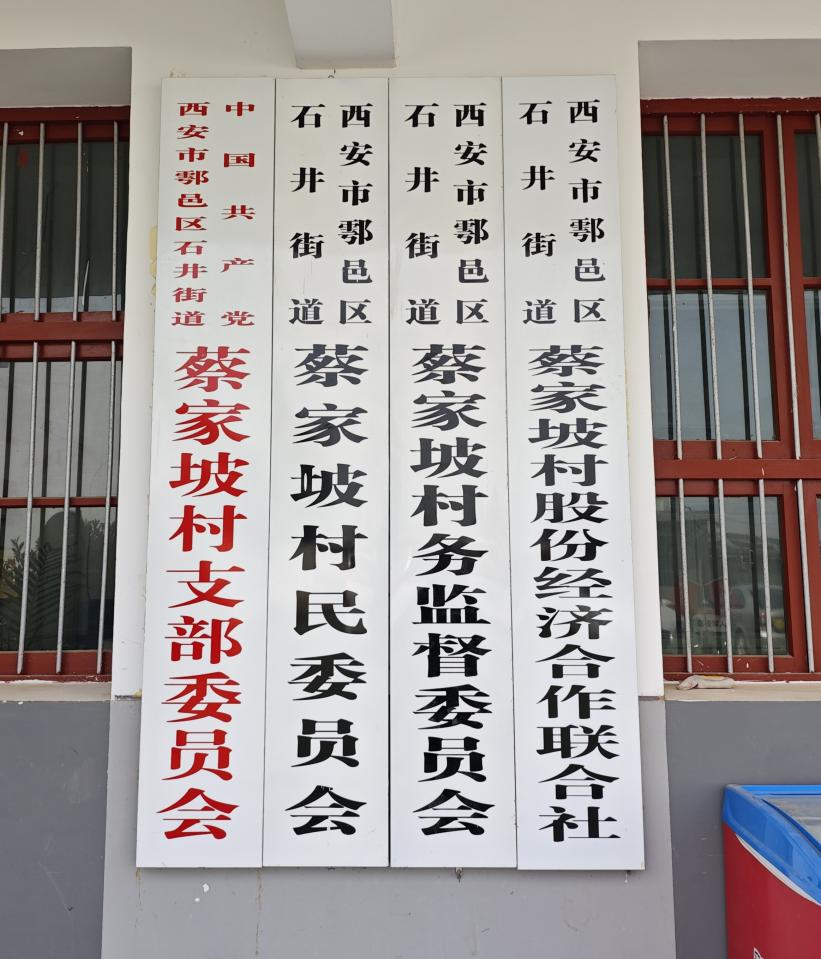 中国共产党
西安市鄠邑区石井街道
蔡家坡村支部委员会
西安市鄠邑区
石井街道
蔡家坡村民委员会
西安市鄠邑区
石井街道
蔡家坡村务监督委员会
西安市鄠邑区
石井街道
蔡家坡村股份经济合作联合社